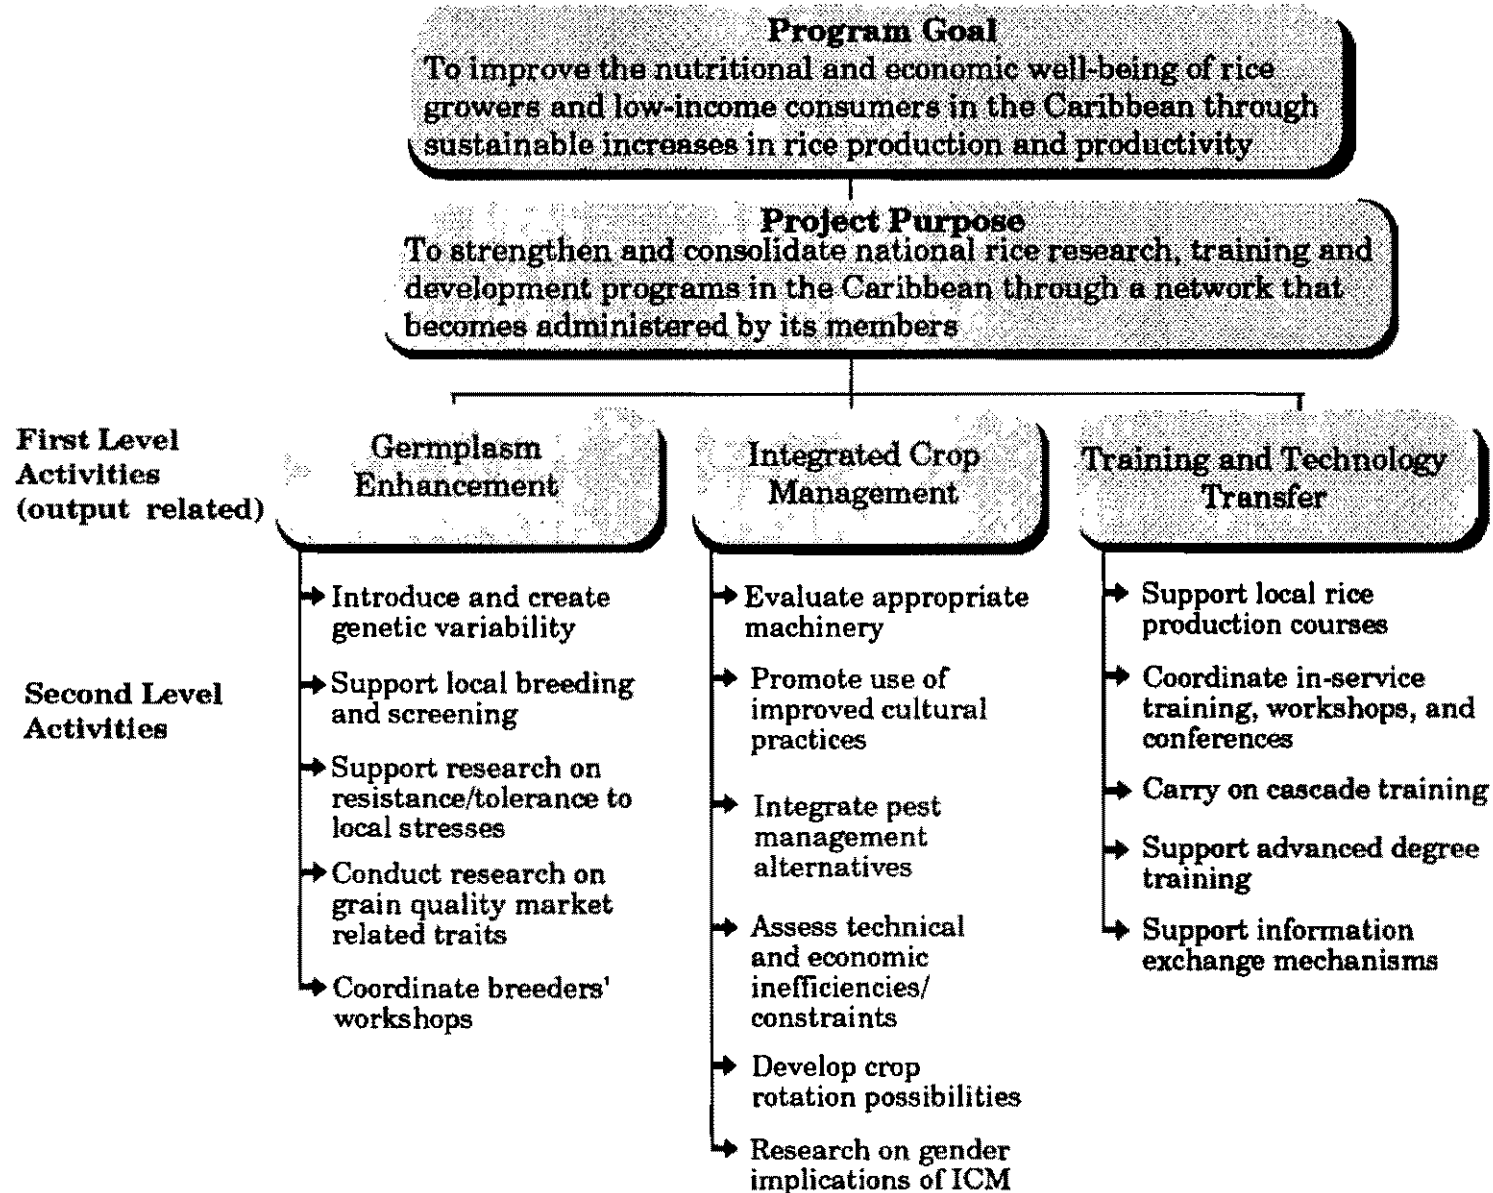 Program Goal
To improve the nutritional and economic well-being of rice
growers and low-income consumers in the Caribbean through
sustainable increases in rice production and productivity
Project Purpose
To strengthen and consolidate national rice research, training and
development programs in the Caribbean through a network that
becomes administered by its members
First Level
Activities
(output related)
Germplasm
Enhancement
Integrated Crop
Management
Training and Technology
Transfer
Second Level
Activities
Introduce and create
genetic variability
Support local breeding
and screening
Support research on
resistance/tolerance to
local stresses
Conduct research on
grain quality market
related traits
Coordinate breeders'
workshops
Evaluate appropriate
machinery
Promote use of
improved cultural
practices
Integrate pest
management
alternatives
Assess technical
and economic
inefficiencies/
constraints
Develop crop
rotation possibilities
Research on gender
implications of ICM
Support local rice
production courses
Coordinate in-service
training, workshops, and
conferences
Carry on cascade training
Support advanced degree
training
Support information
exchange mechanisms